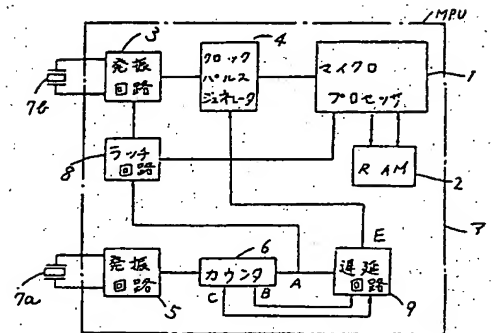 MPU
3
4
1
発振
回路
クロック
パルス
ジェネレータ
マイクロ
プロセッサ
7b
8
ラッチ
回路
RAM
2
ア
7a
発振
回路
5
6
カウンタ
A
B
C
E
遅延
回路
9